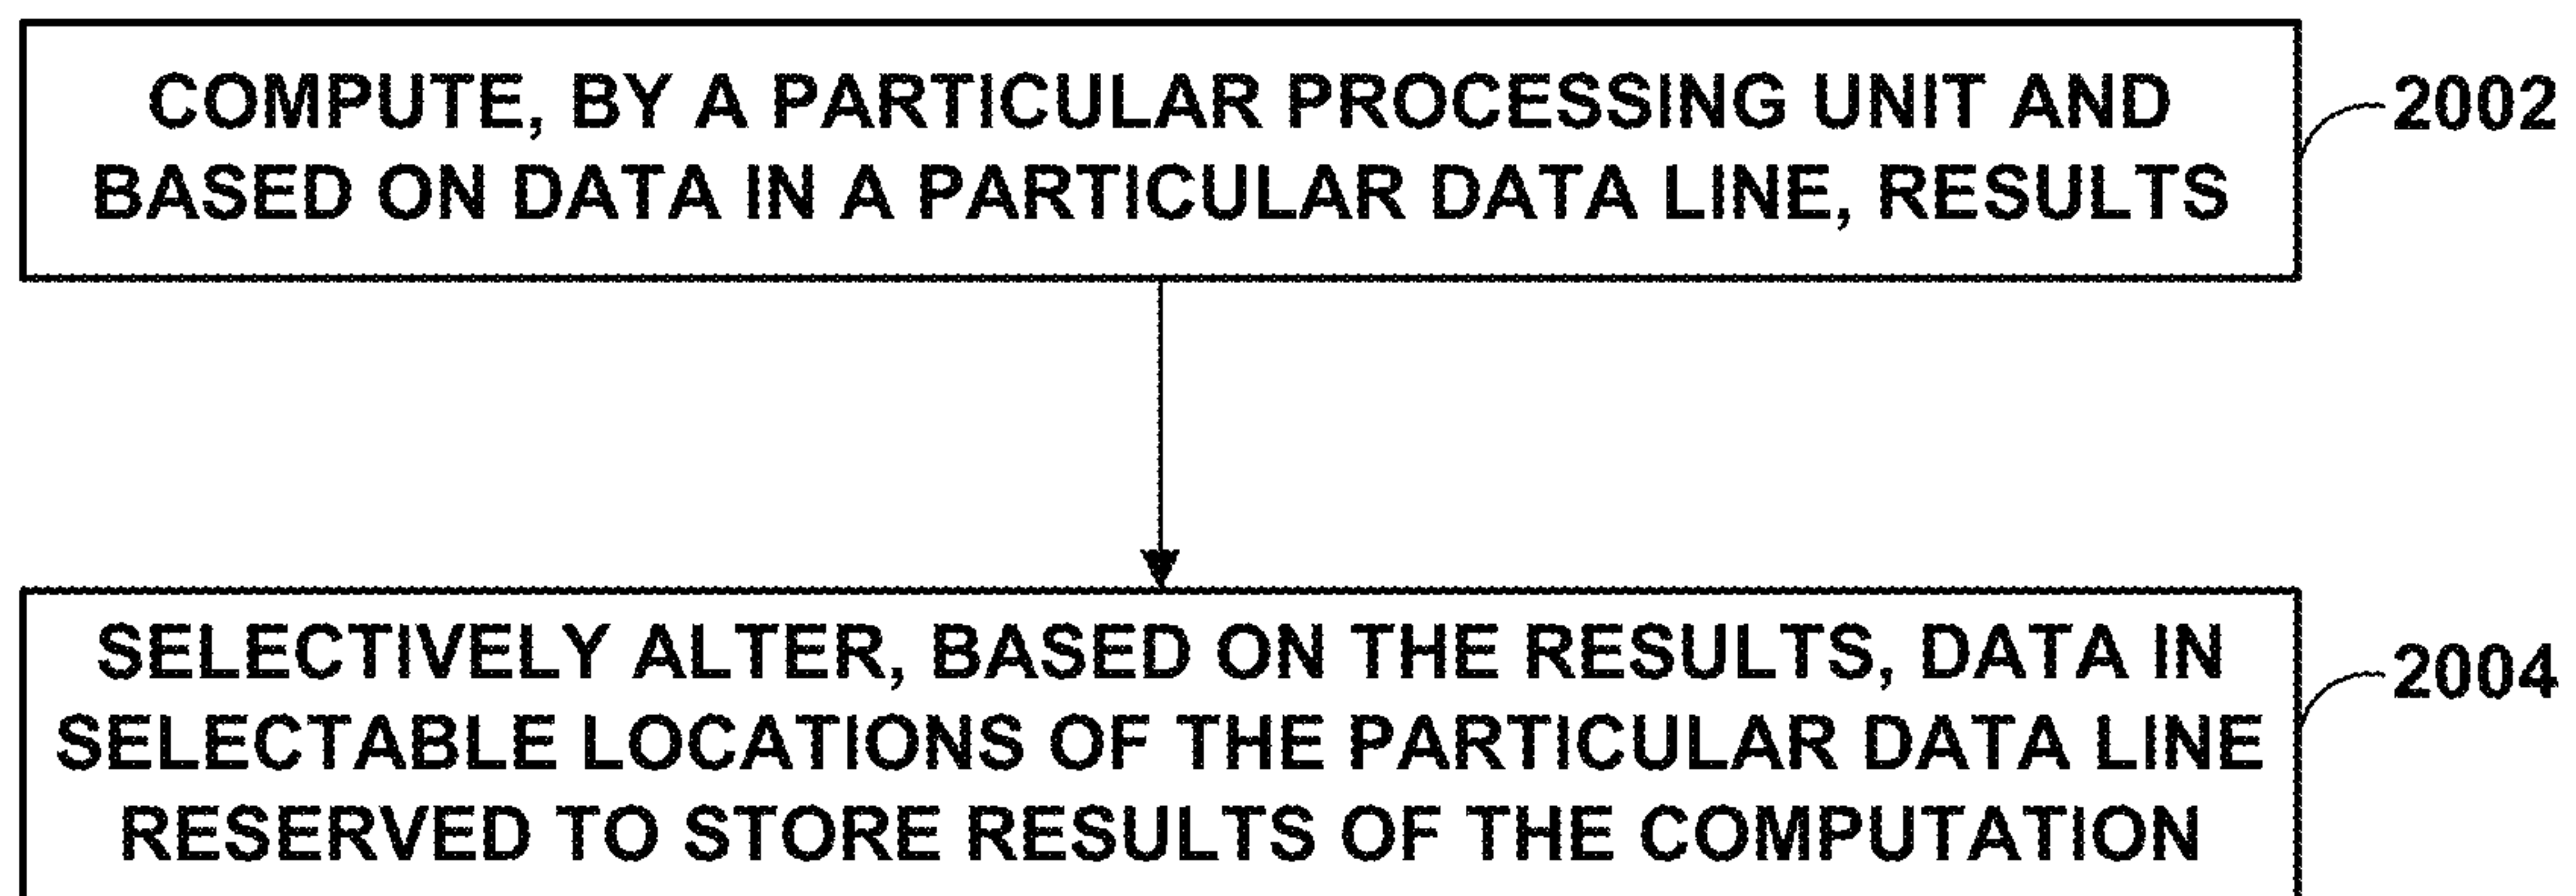 COMPUTE, BY A PARTICULAR PROCESSING UNIT AND
BASED ON DATA IN A PARTICULAR DATA LINE, RESULTS
2002
SELECTIVELY ALTER, BASED ON THE RESULTS, DATA IN
SELECTABLE LOCATIONS OF THE PARTICULAR DATA LINE
RESERVED TO STORE RESULTS OF THE COMPUTATION
2004